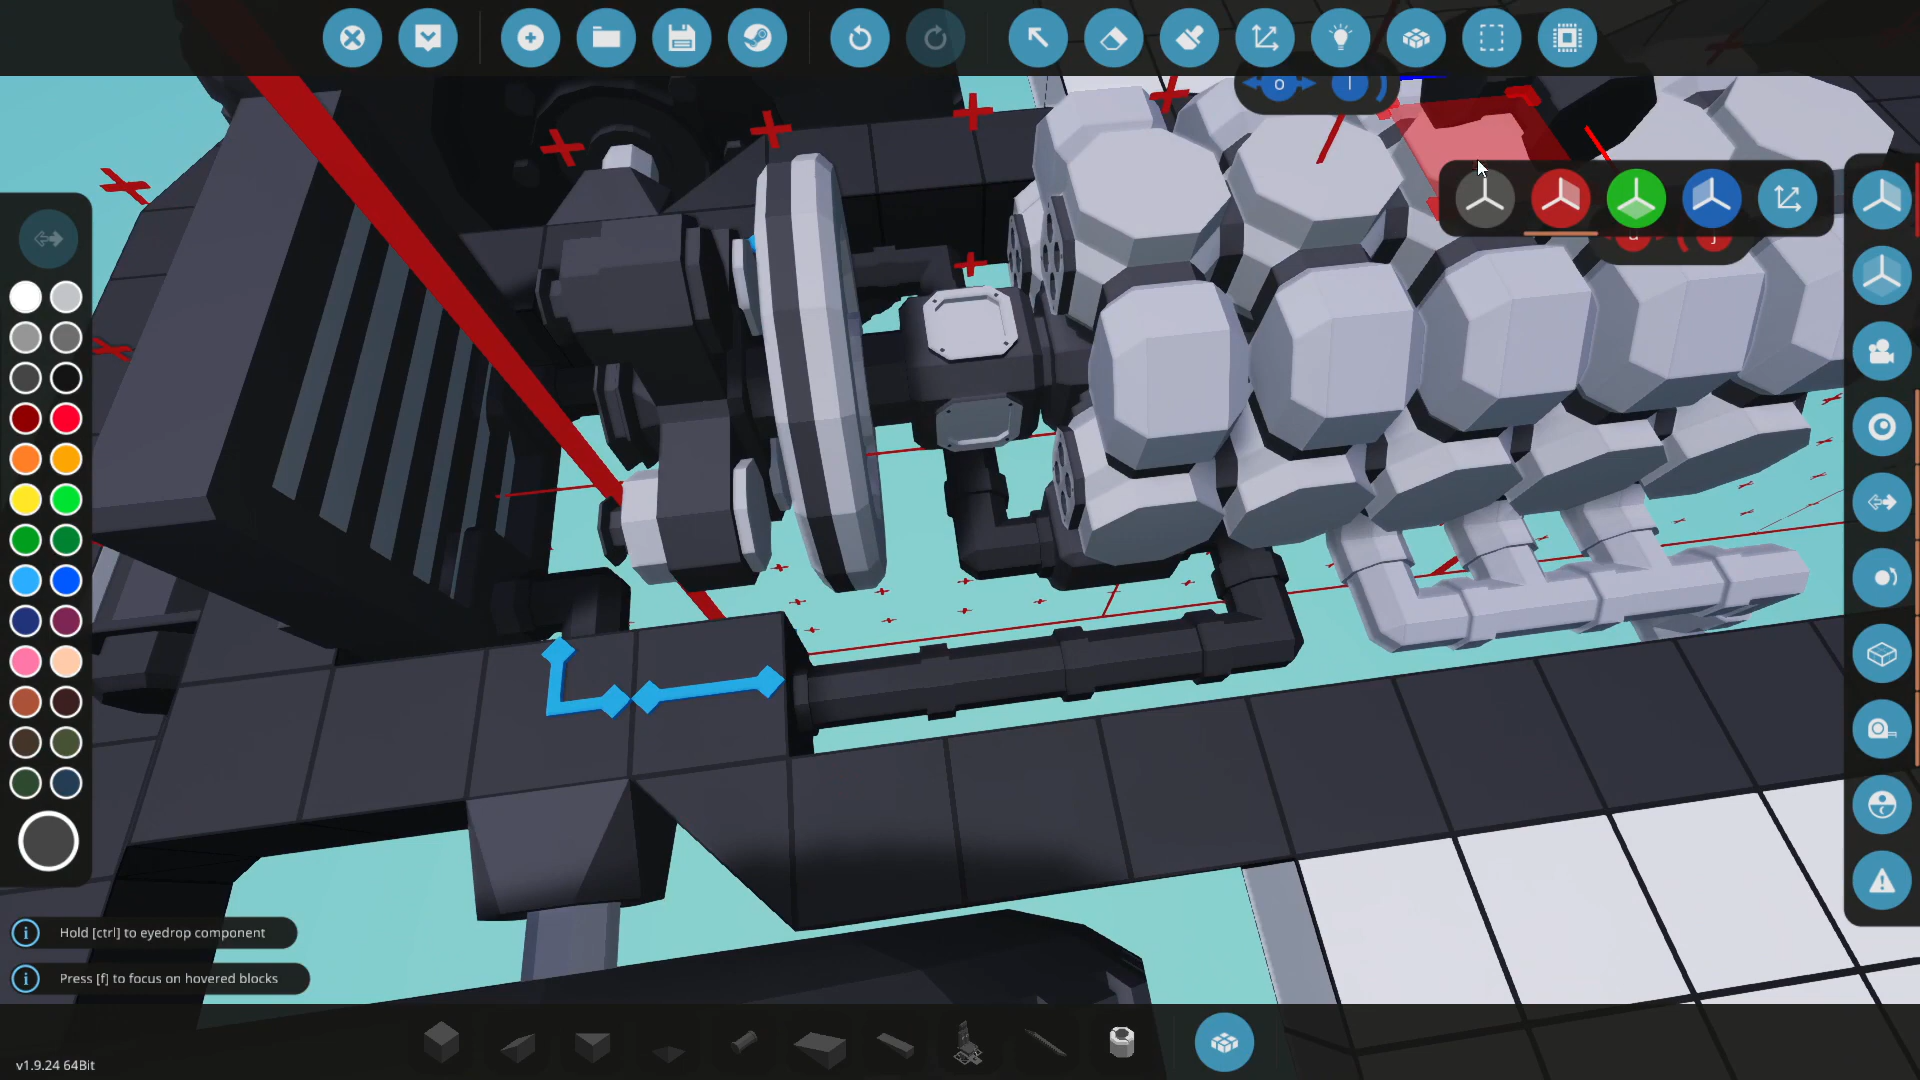 Hold [ctrl] to eyedrop component
Press [f] to focus on hovered blocks
v1.9.24 64Bit